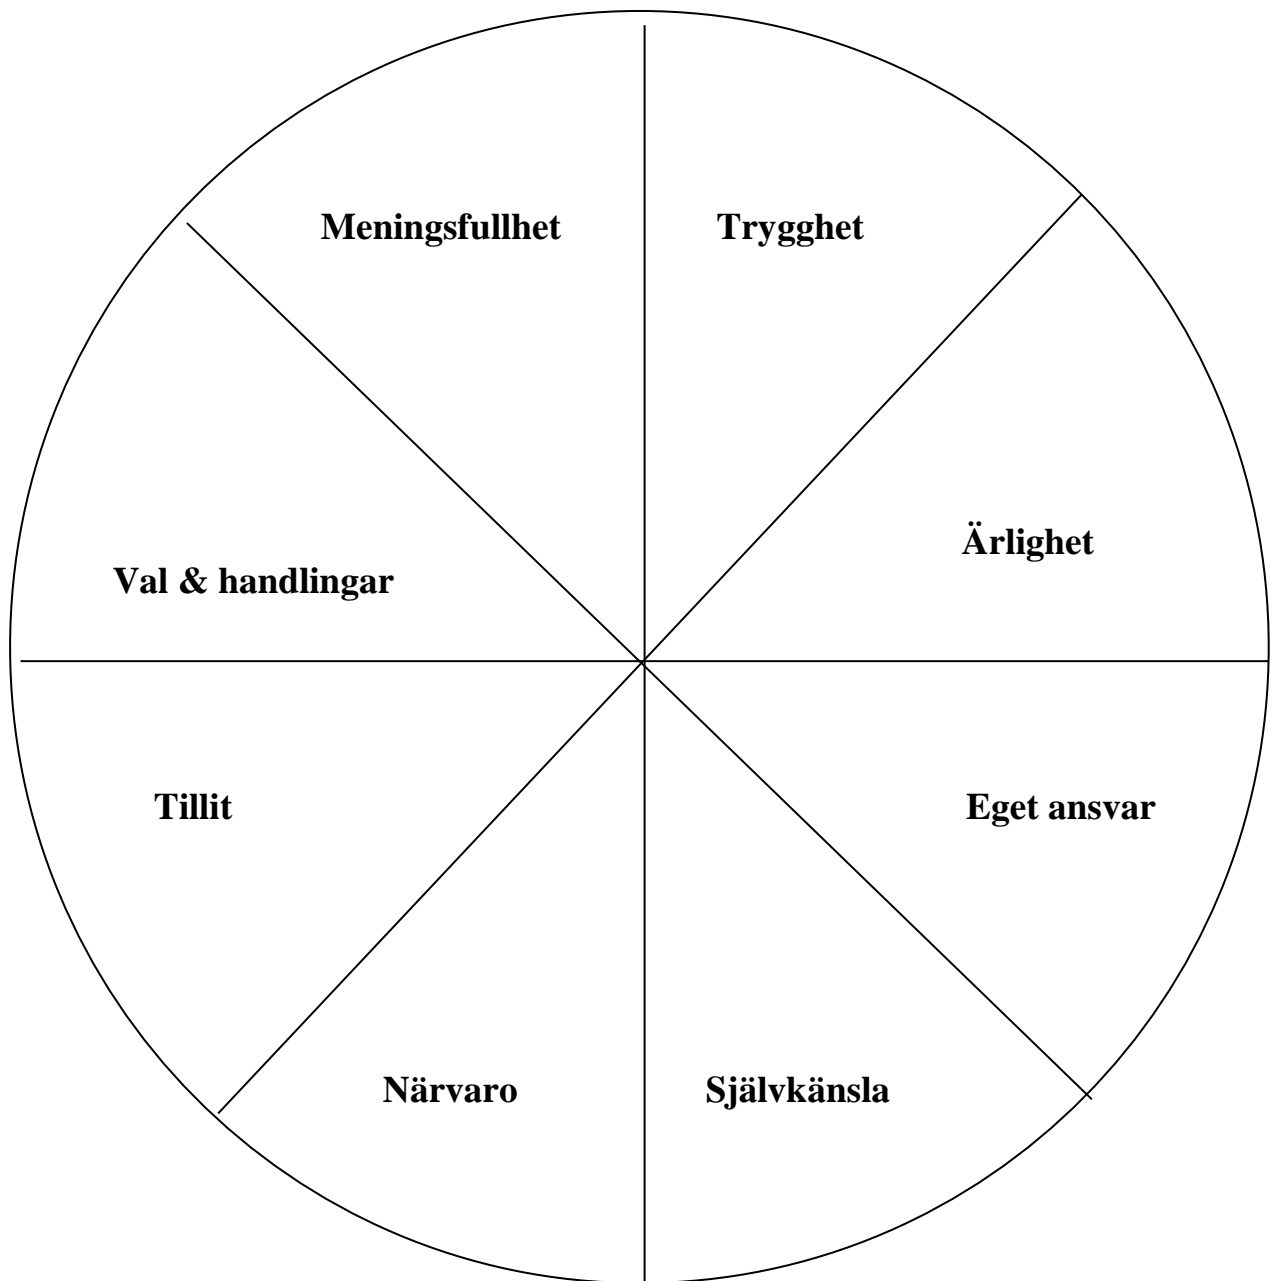 Meningsfullhet
Trygghet
Ärlighet
Val & handlingar
Tillit
Eget ansvar
Närvaro
Självkänsla